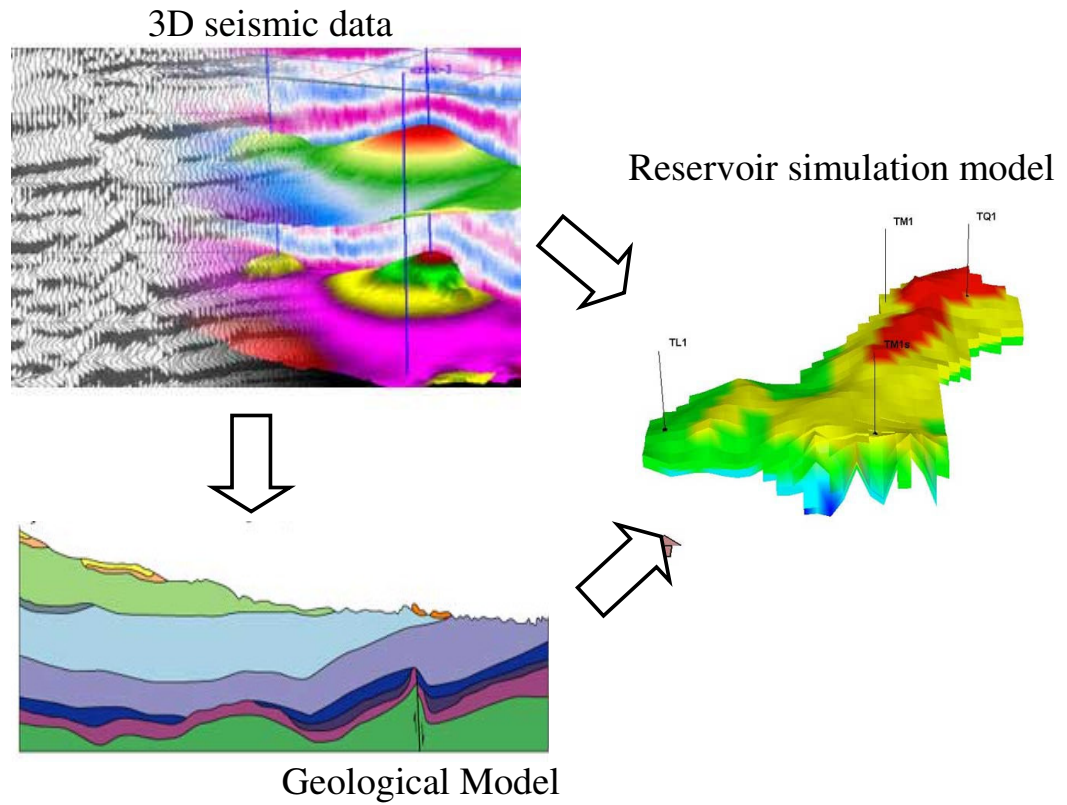 3D seismic data
Reservoir simulation model
TM1
TQ1
TL1
TM1s
Geological Model